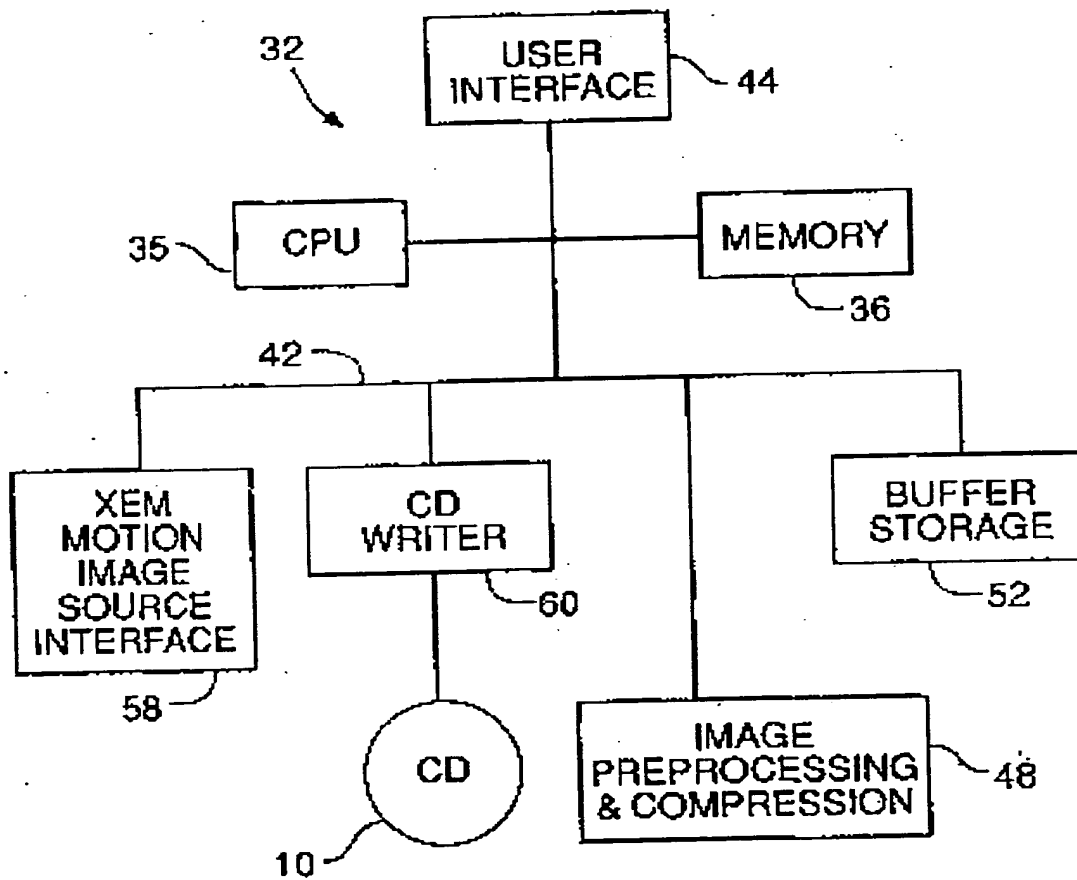 32
USER
INTERFACE
44
CPU
35
MEMORY
36
42
XEM
MOTION
IMAGE
SOURCE
INTERFACE
58
CD
WRITER
60
BUFFER
STORAGE
52
CD
10
IMAGE
PREPROCESSING
& COMPRESSION
48